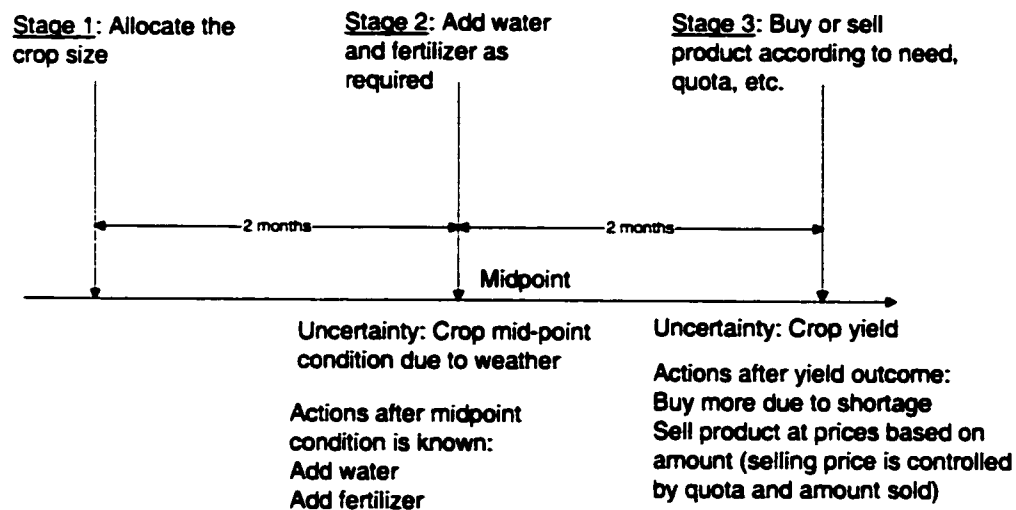 Stage 1: Allocate the
crop size
Stage 2: Add water
and fertilizer as
required
Stage 3: Buy or sell
product according to need,
quota, etc.
2 months
2 months
Midpoint
Uncertainty: Crop mid-point
condition due to weather
Actions after midpoint
condition is known:
Add water
Add fertilizer
Uncertainty: Crop yield
Actions after yield outcome:
Buy more due to shortage
Sell product at prices based on
amount (selling price is controlled
by quota and amount sold)